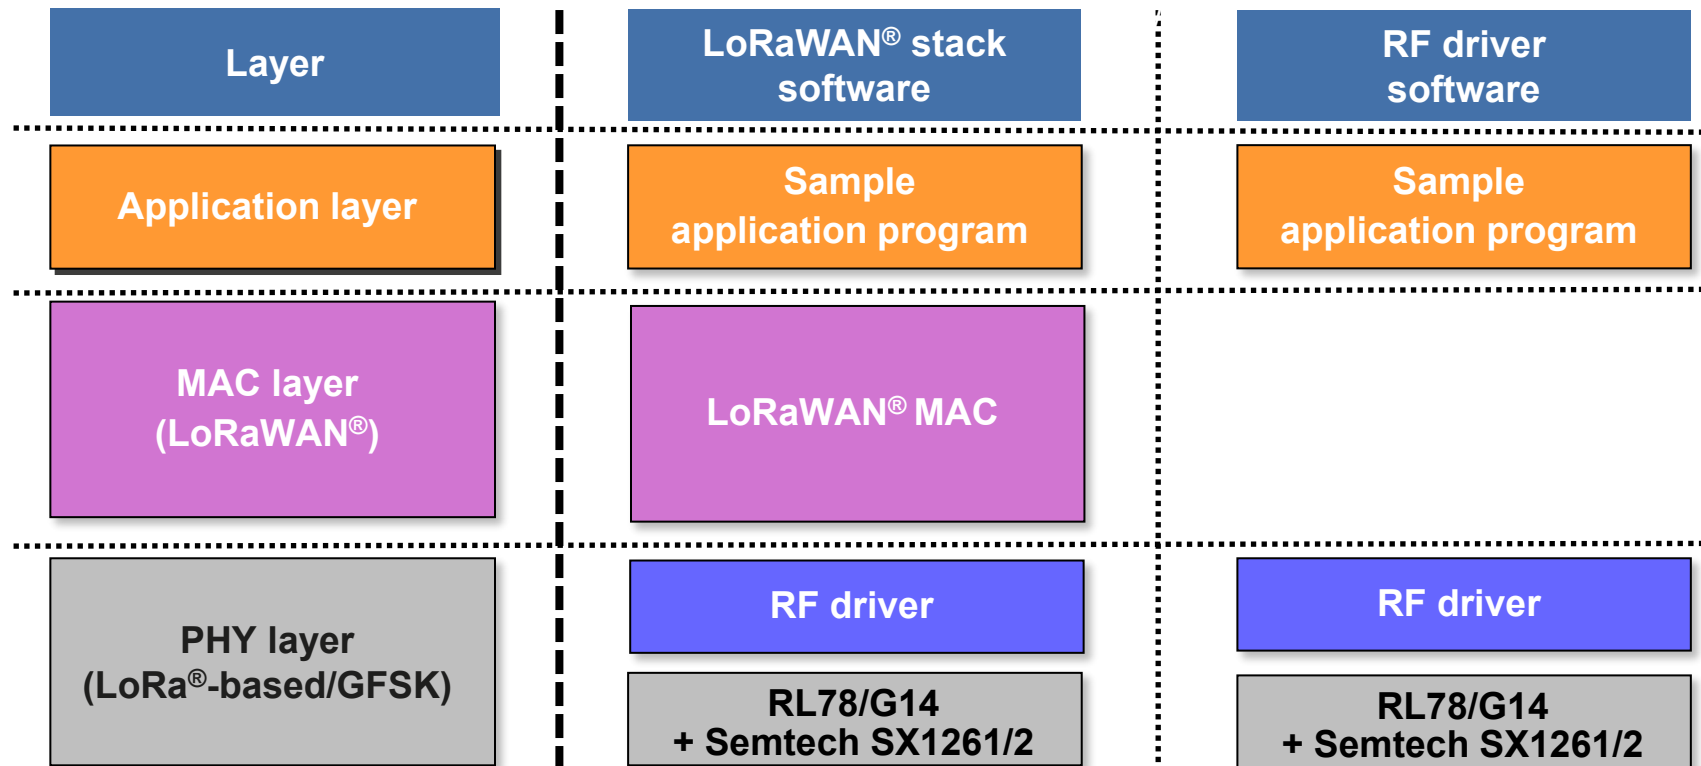 Layer
LoRaWAN® stack
software
RF driver
software
Application layer
Sample
application program
Sample
application program
MAC layer
(LoRaWAN®)
LoRaWAN® MAC
PHY layer
(LoRa®-based/GFSK)
RF driver
RL78/G14
+ Semtech SX1261/2
RF driver
RL78/G14
+ Semtech SX1261/2